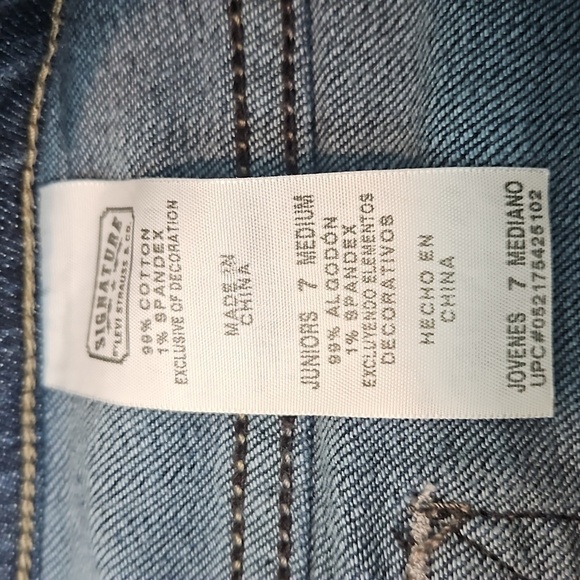 SIGNATURE
BY LEVI STRAUSS & CO.
99% COTTON
1% SPANDEX
EXCLUSIVE OF DECORATION
MADE IN
CHINA
JUNIORS 7 MEDIUM
99% ALGODÓN
1% SPANDEX
EXCLUYENDO ELEMENTOS
DECORATIVOS
HECHO EN
CHINA
JOVENES 7 MEDIANO
UPC#052175425102